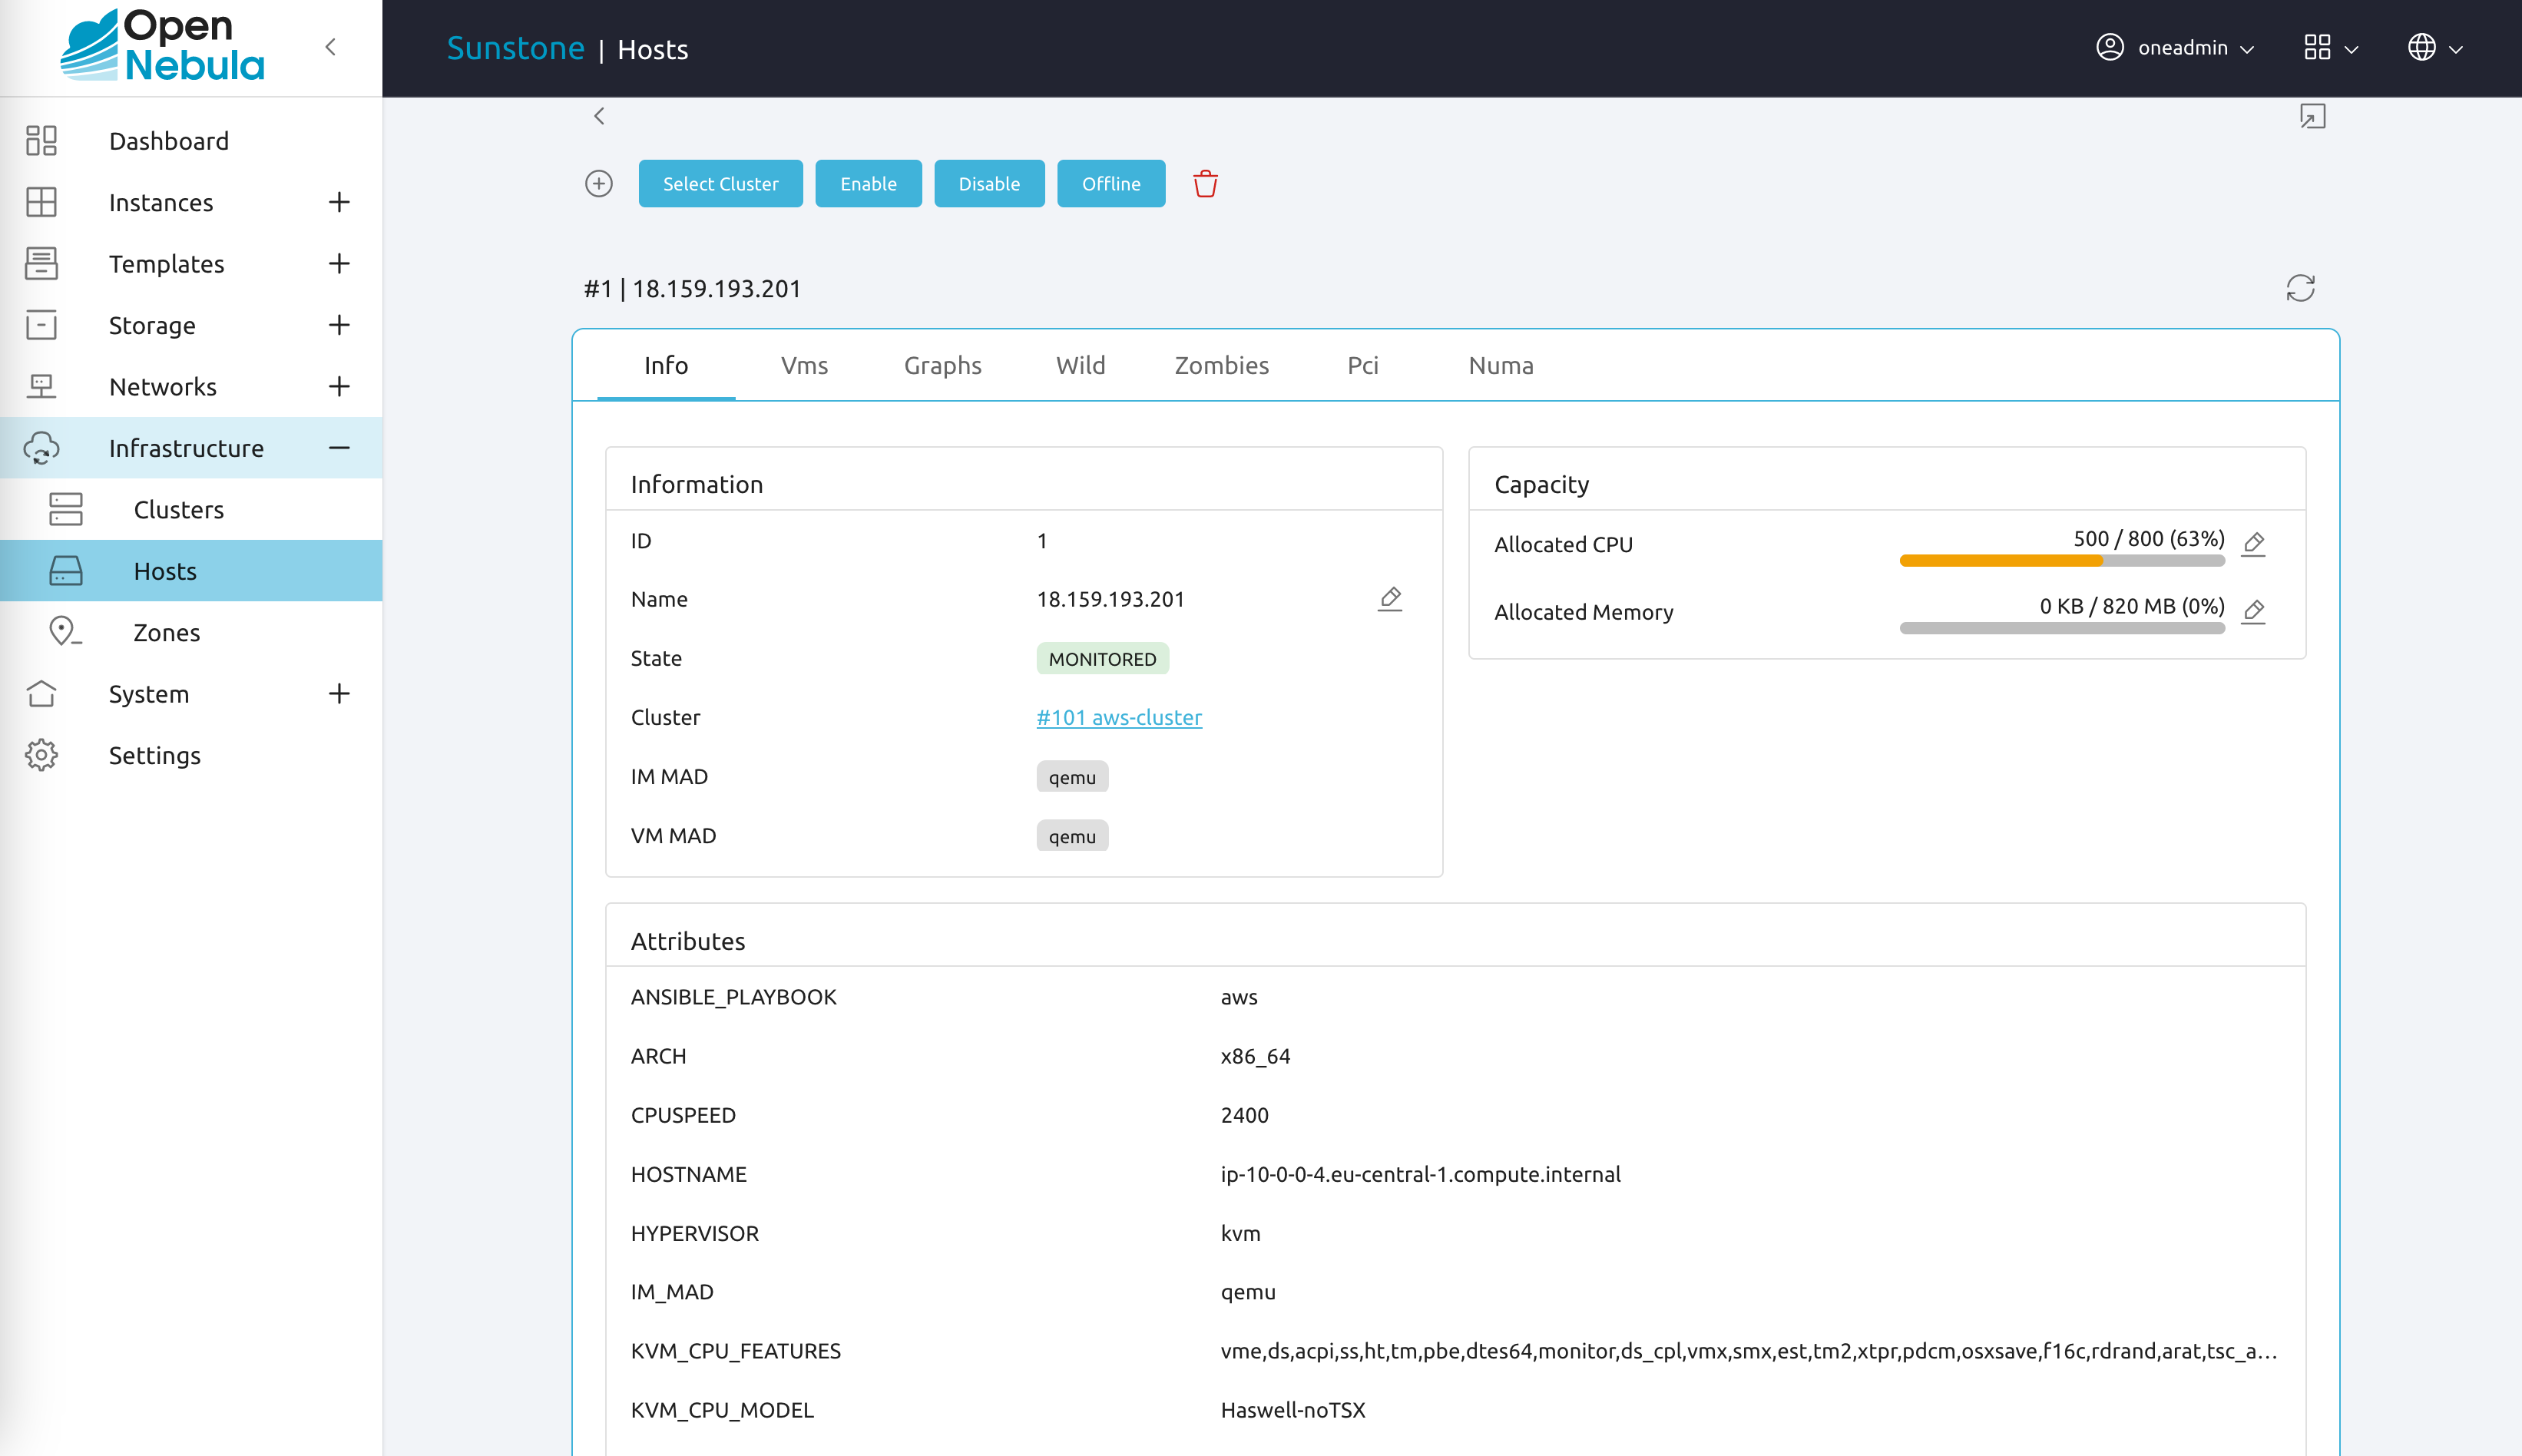 Open
Nebula
Sunstone | Hosts
oneadmin
Dashboard
Instances
Templates
Storage
Networks
Infrastructure
Clusters
Hosts
Zones
System
Settings
Select Cluster
Enable
Disable
Offline
#1 | 18.159.193.201
Info
Vms
Graphs
Wild
Zombies
Pci
Numa
Information
ID 1
Name 18.159.193.201
State MONITORED
Cluster #101 aws-cluster
IM MAD qemu
VM MAD qemu
Capacity
Allocated CPU 500 / 800 (63%)
Allocated Memory 0 KB / 820 MB (0%)
Attributes
ANSIBLE_PLAYBOOK aws
ARCH x86_64
CPUSPEED 2400
HOSTNAME ip-10-0-0-4.eu-central-1.compute.internal
HYPERVISOR kvm
IM_MAD qemu
KVM_CPU_FEATURES vme,ds,acpi,ss,ht,tm,pbe,dtes64,monitor,ds_cpl,vmx,smx,est,tm2,xtpr,pdcm,osxsave,f16c,rdrand,arat,tsc_a...
KVM_CPU_MODEL Haswell-noTSX